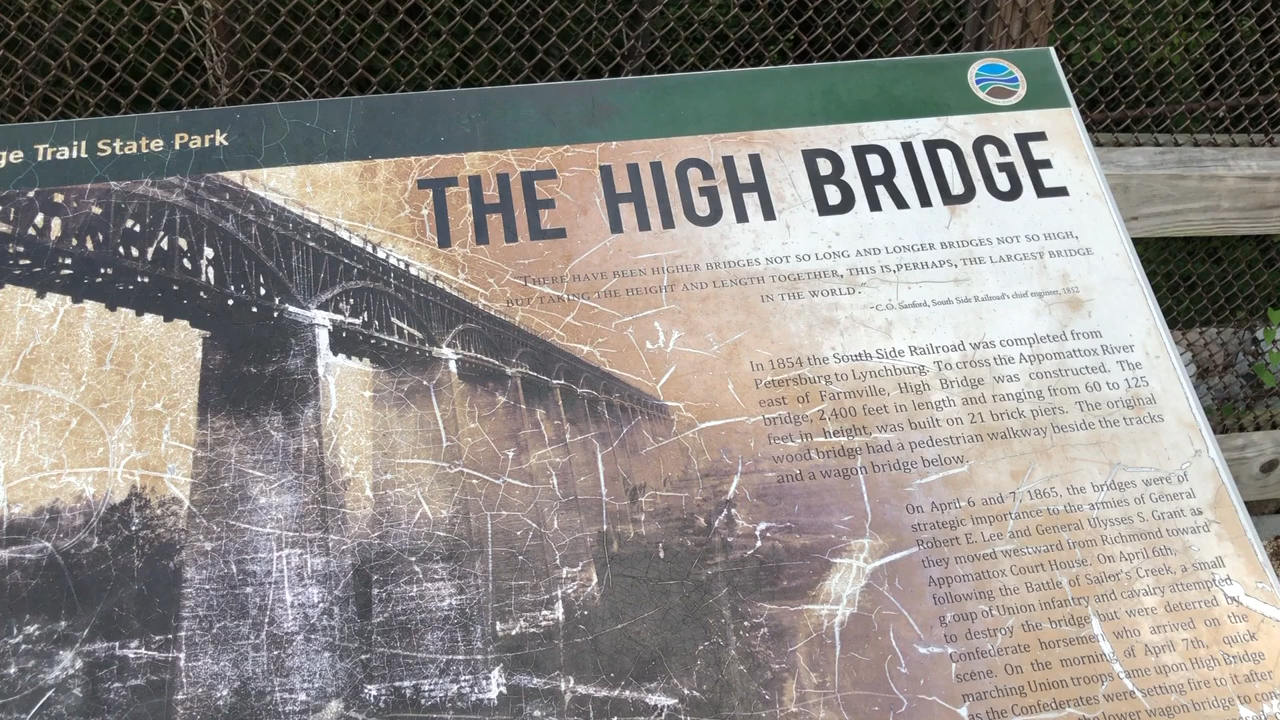 ge Trail State Park
THE HIGH BRIDGE
"There have been higher bridges not so long and longer bridges not so high,
but taking the height and length together, this is, perhaps, the largest bridge
in the world."
-C.O. Sanford, South Side Railroad's chief engineer, 1852
In 1854 the South Side Railroad was completed from
Petersburg to Lynchburg. To cross the Appomattox River
east of Farmville, High Bridge was constructed. The
bridge, 2,400 feet in length and ranging from 60 to 125
feet in height, was built on 21 brick piers. The original
wood bridge had a pedestrian walkway beside the tracks
and a wagon bridge below.
On April 6 and 7, 1865, the bridges were of
strategic importance to the armies of General
Robert E. Lee and General Ulysses S. Grant as
they moved westward from Richmond toward
Appomattox Court House. On April 6th,
following the Battle of Sailor's Creek, a small
group of Union infantry and cavalry attempted
to destroy the bridge but were deterred by
Confederate horsemen who arrived on the
scene. On the morning of April 7th, quick
marching Union troops came upon High Bridge
as the Confederates were setting fire to it after
lower wagon bridge to